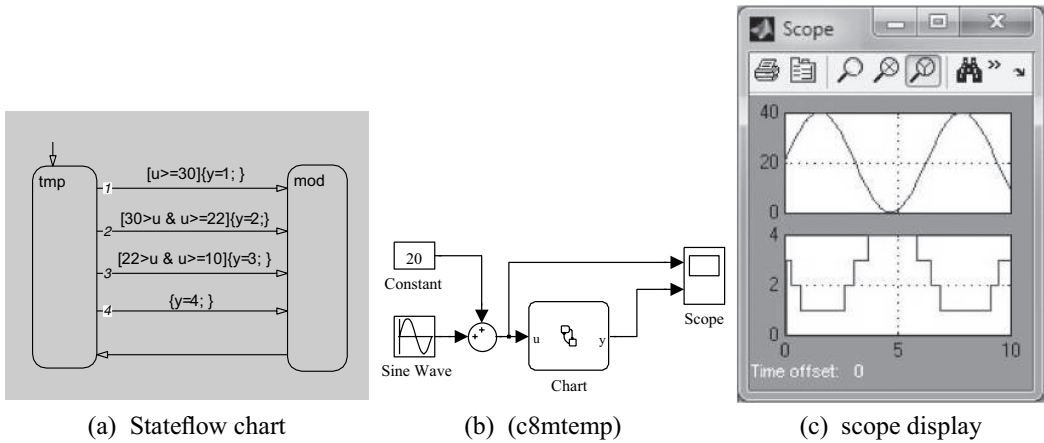 tmp
mod
1
[u>=30]{y=1; }
2
[30>u & u>=22]{y=2;}
3
[22>u & u>=10]{y=3; }
4
{y=4; }
(a) Stateflow chart
20
Constant
Sine Wave
+
+
u
y
Chart
Scope
(b) (c8mtemp)
Scope
40
20
0
4
2
0
0
5
10
Time offset: 0
(c) scope display